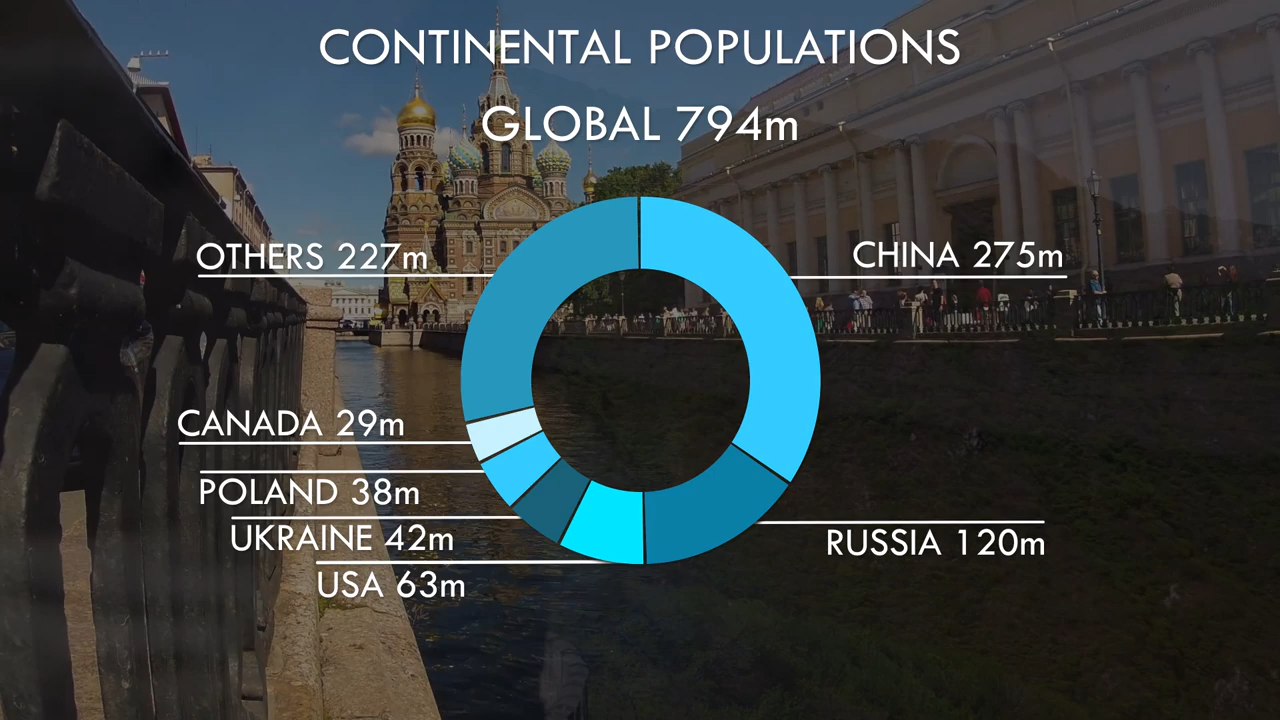 CONTINENTAL POPULATIONS
GLOBAL 794m
OTHERS 227m
CHINA 275m
CANADA 29m
POLAND 38m
UKRAINE 42m
RUSSIA 120m
USA 63m